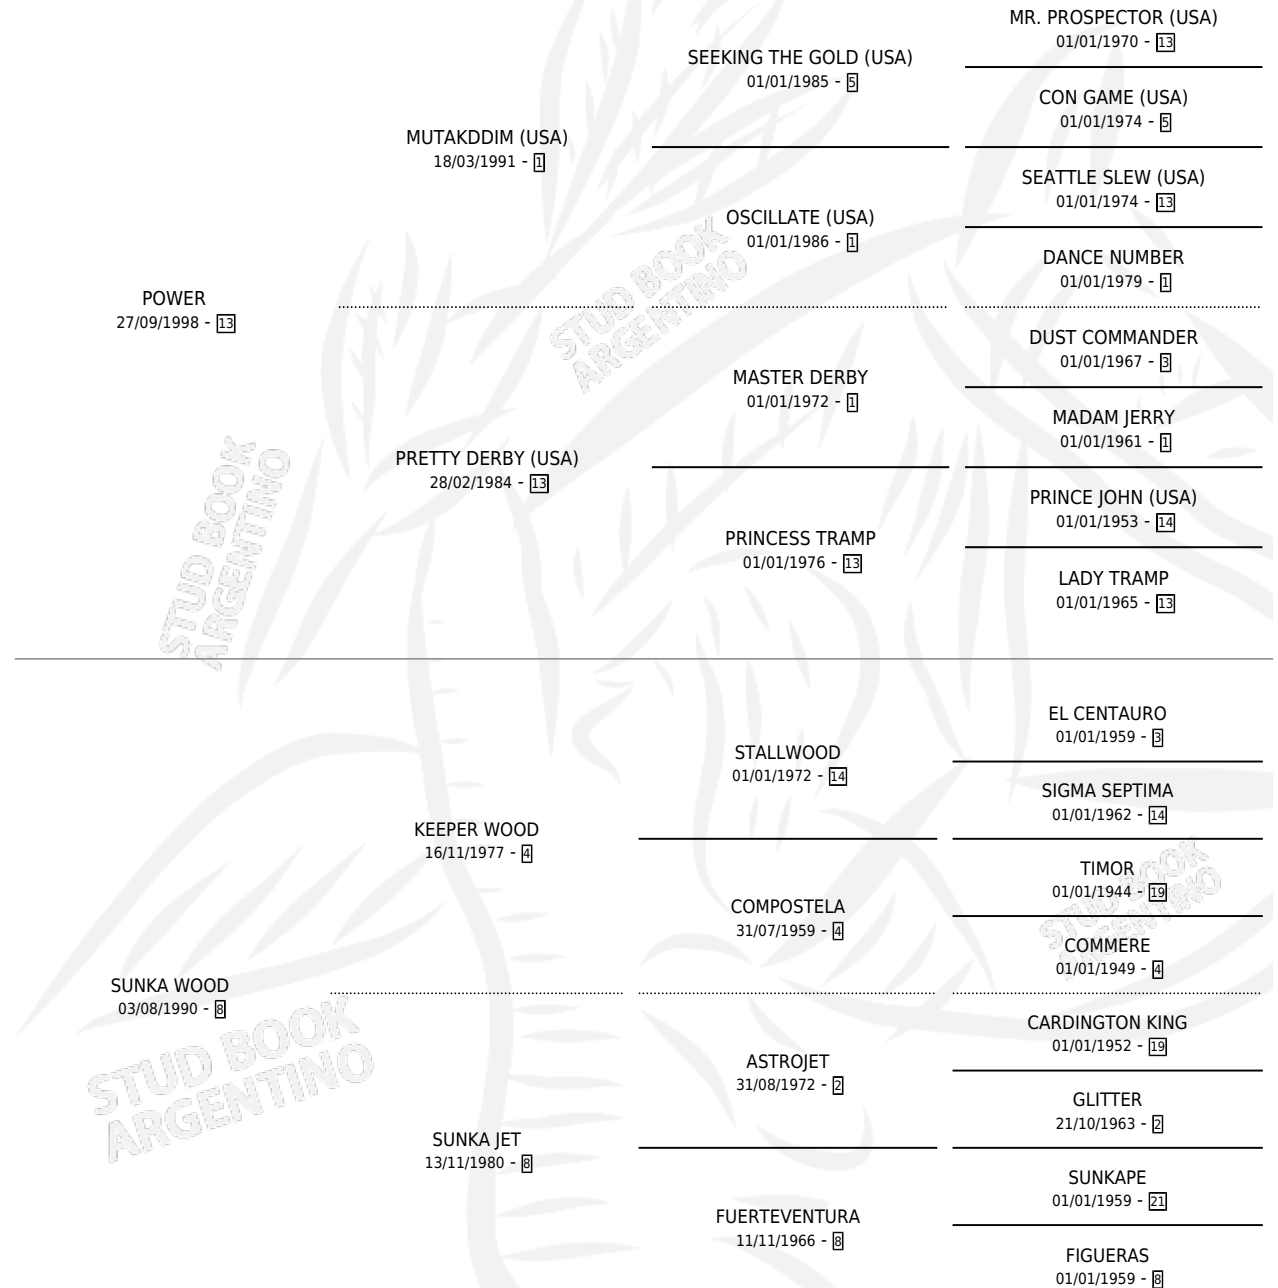 MR. PROSPECTOR (USA)
01/01/1970 - 13
SEEKING THE GOLD (USA)
01/01/1985 - 5
CON GAME (USA)
01/01/1974 - 5
MUTAKDDIM (USA)
18/03/1991 - 1
SEATTLE SLEW (USA)
01/01/1974 - 13
OSCILLATE (USA)
01/01/1986 - 1
DANCE NUMBER
01/01/1979 - 1
POWER
27/09/1998 - 13
STUD BOOK
ARGENTINO
DUST COMMANDER
01/01/1967 - 3
MASTER DERBY
01/01/1972 - 1
MADAM JERRY
01/01/1961 - 1
PRETTY DERBY (USA)
28/02/1984 - 13
PRINCE JOHN (USA)
01/01/1953 - 14
PRINCESS TRAMP
01/01/1976 - 13
LADY TRAMP
01/01/1965 - 13
STUD BOOK
ARGENTINO
EL CENTAURO
01/01/1959 - 3
STALLWOOD
01/01/1972 - 14
SIGMA SEPTIMA
01/01/1962 - 14
KEEPER WOOD
16/11/1977 - 4
TIMOR
01/01/1944 - 19
COMPOSTELA
31/07/1959 - 4
STUD BOOK
ARGENTINO
COMMERE
01/01/1949 - 4
SUNKA WOOD
03/08/1990 - 8
STUD BOOK
ARGENTINO
CARDINGTON KING
01/01/1952 - 19
ASTROJET
31/08/1972 - 2
GLITTER
21/10/1963 - 2
SUNKA JET
13/11/1980 - 8
SUNKAPE
01/01/1959 - 21
FUERTEVENTURA
11/11/1966 - 8
FIGUERAS
01/01/1959 - 8